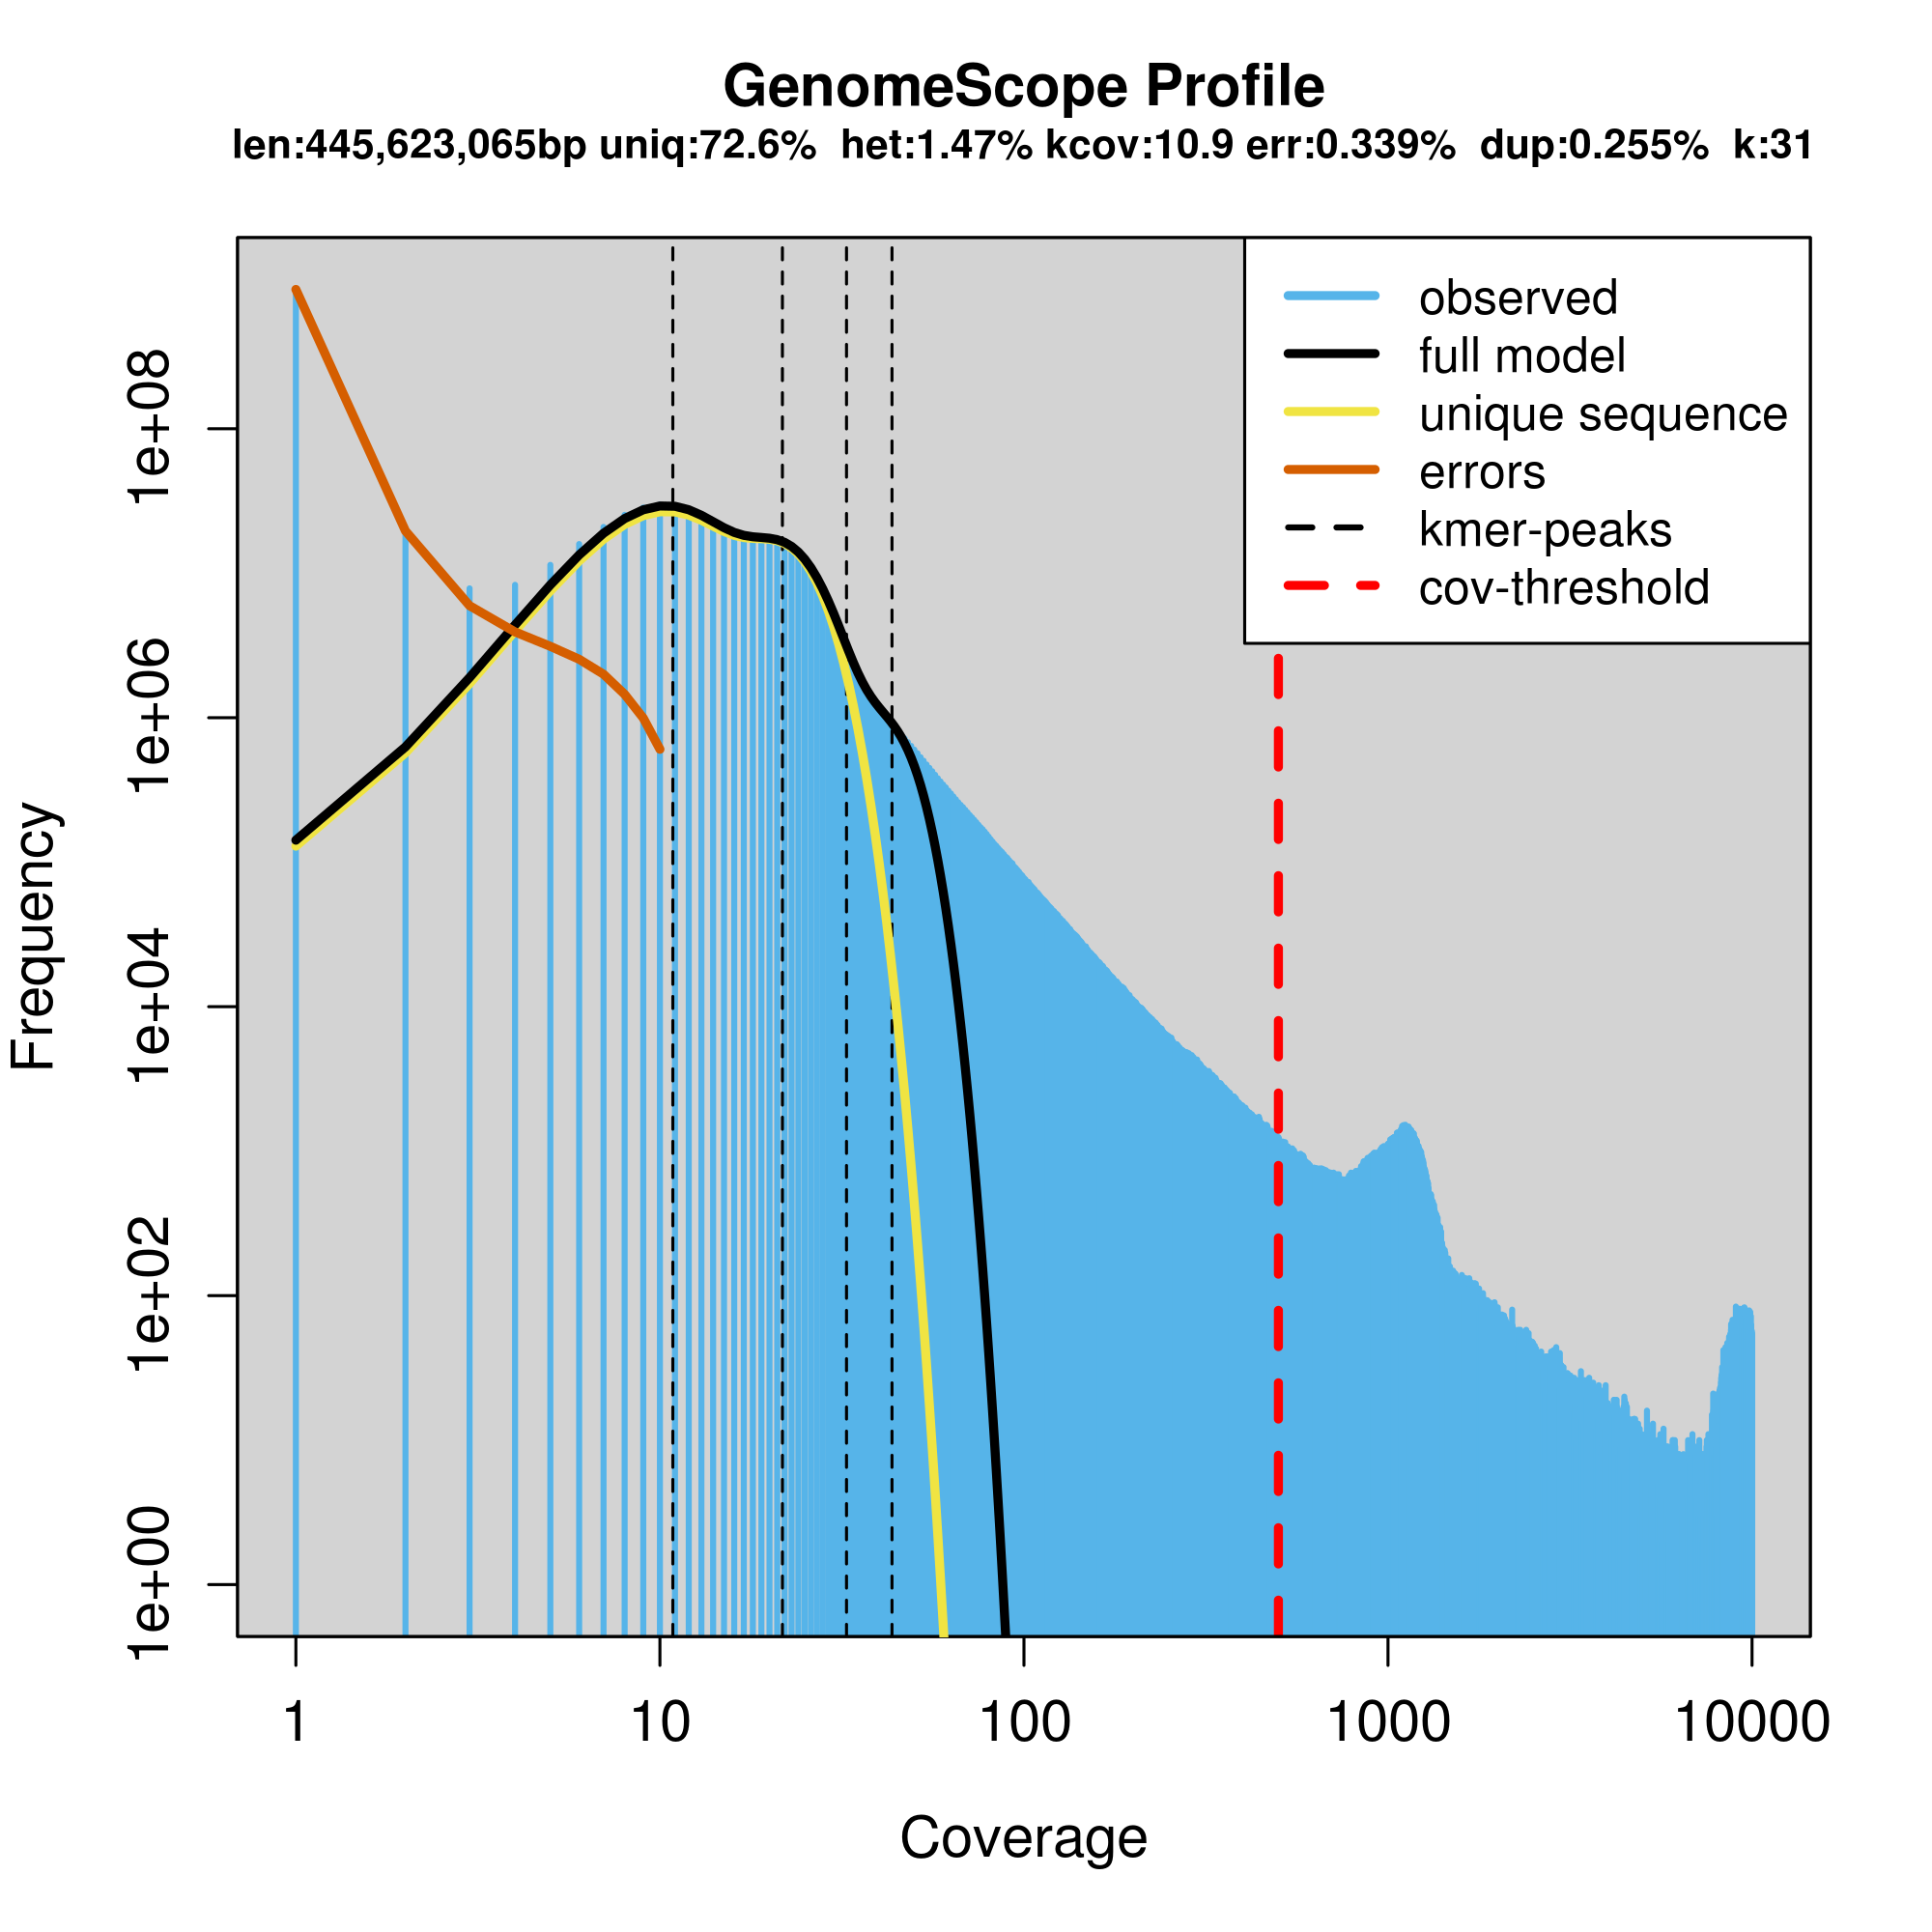 GenomeScope Profile
len:445,623,065bp uniq:72.6% het:1.47% kcov:10.9 err:0.339% dup:0.255% k:31
observed
full model
unique sequence
errors
kmer-peaks
cov-threshold
Frequency
1e+08
1e+06
1e+04
1e+02
1e+00
1 10 100 1000 10000
Coverage